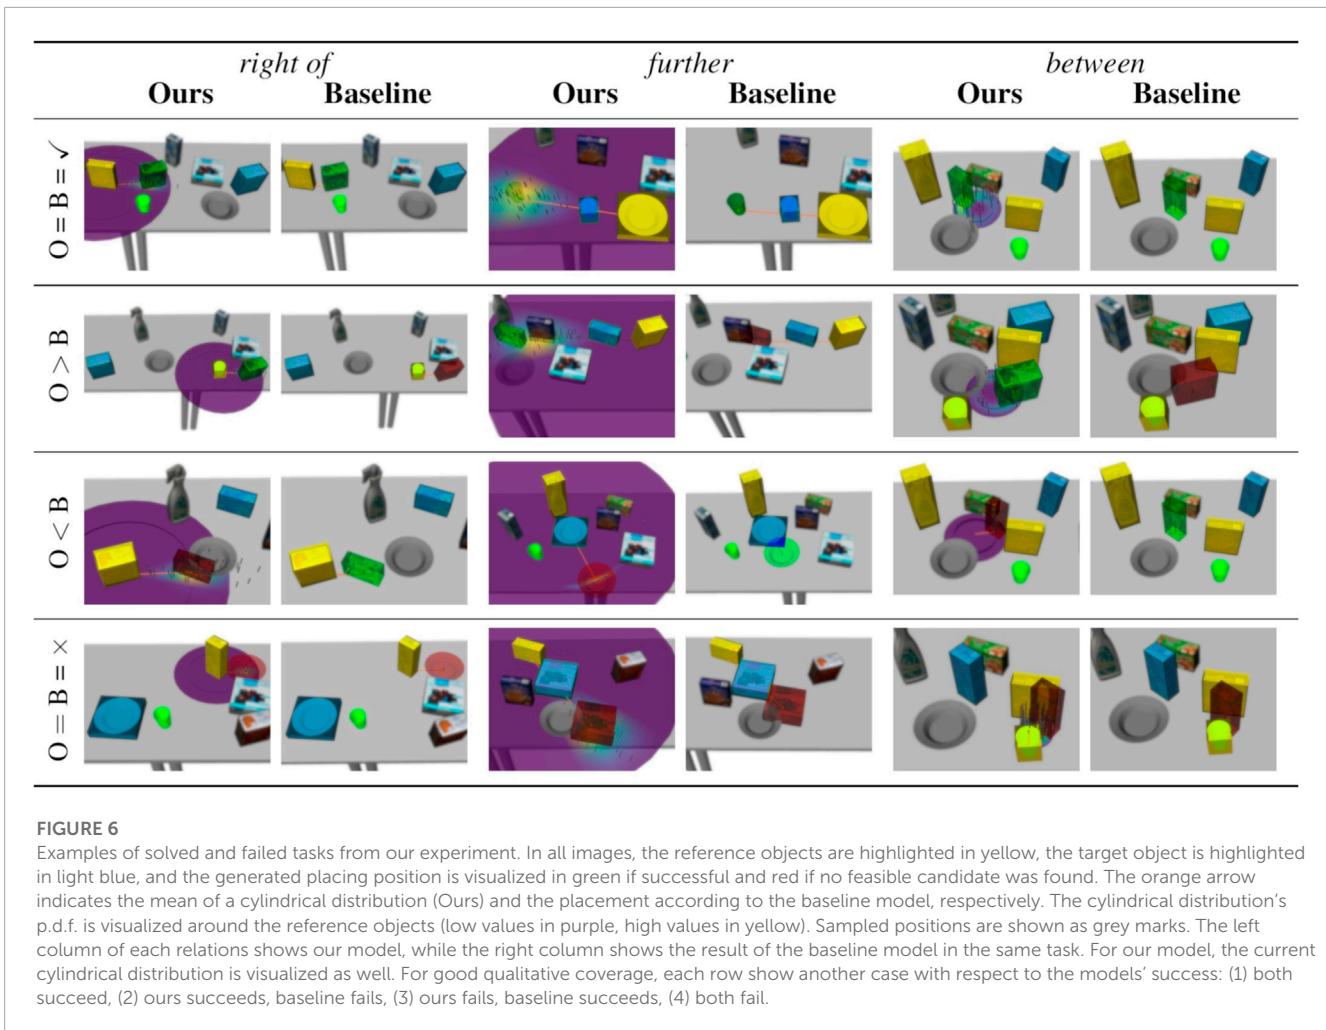 right of further between
Ours Baseline Ours Baseline Ours Baseline
O = B = ✓
O > B
O < B
O = B = ×
FIGURE 6
Examples of solved and failed tasks from our experiment. In all images, the reference objects are highlighted in yellow, the target object is highlighted
in light blue, and the generated placing position is visualized in green if successful and red if no feasible candidate was found. The orange arrow
indicates the mean of a cylindrical distribution (Ours) and the placement according to the baseline model, respectively. The cylindrical distribution's
p.d.f. is visualized around the reference objects (low values in purple, high values in yellow). Sampled positions are shown as grey marks. The left
column of each relations shows our model, while the right column shows the result of the baseline model in the same task. For our model, the current
cylindrical distribution is visualized as well. For good qualitative coverage, each row show another case with respect to the models' success: (1) both
succeed, (2) ours succeeds, baseline fails, (3) ours fails, baseline succeeds, (4) both fail.